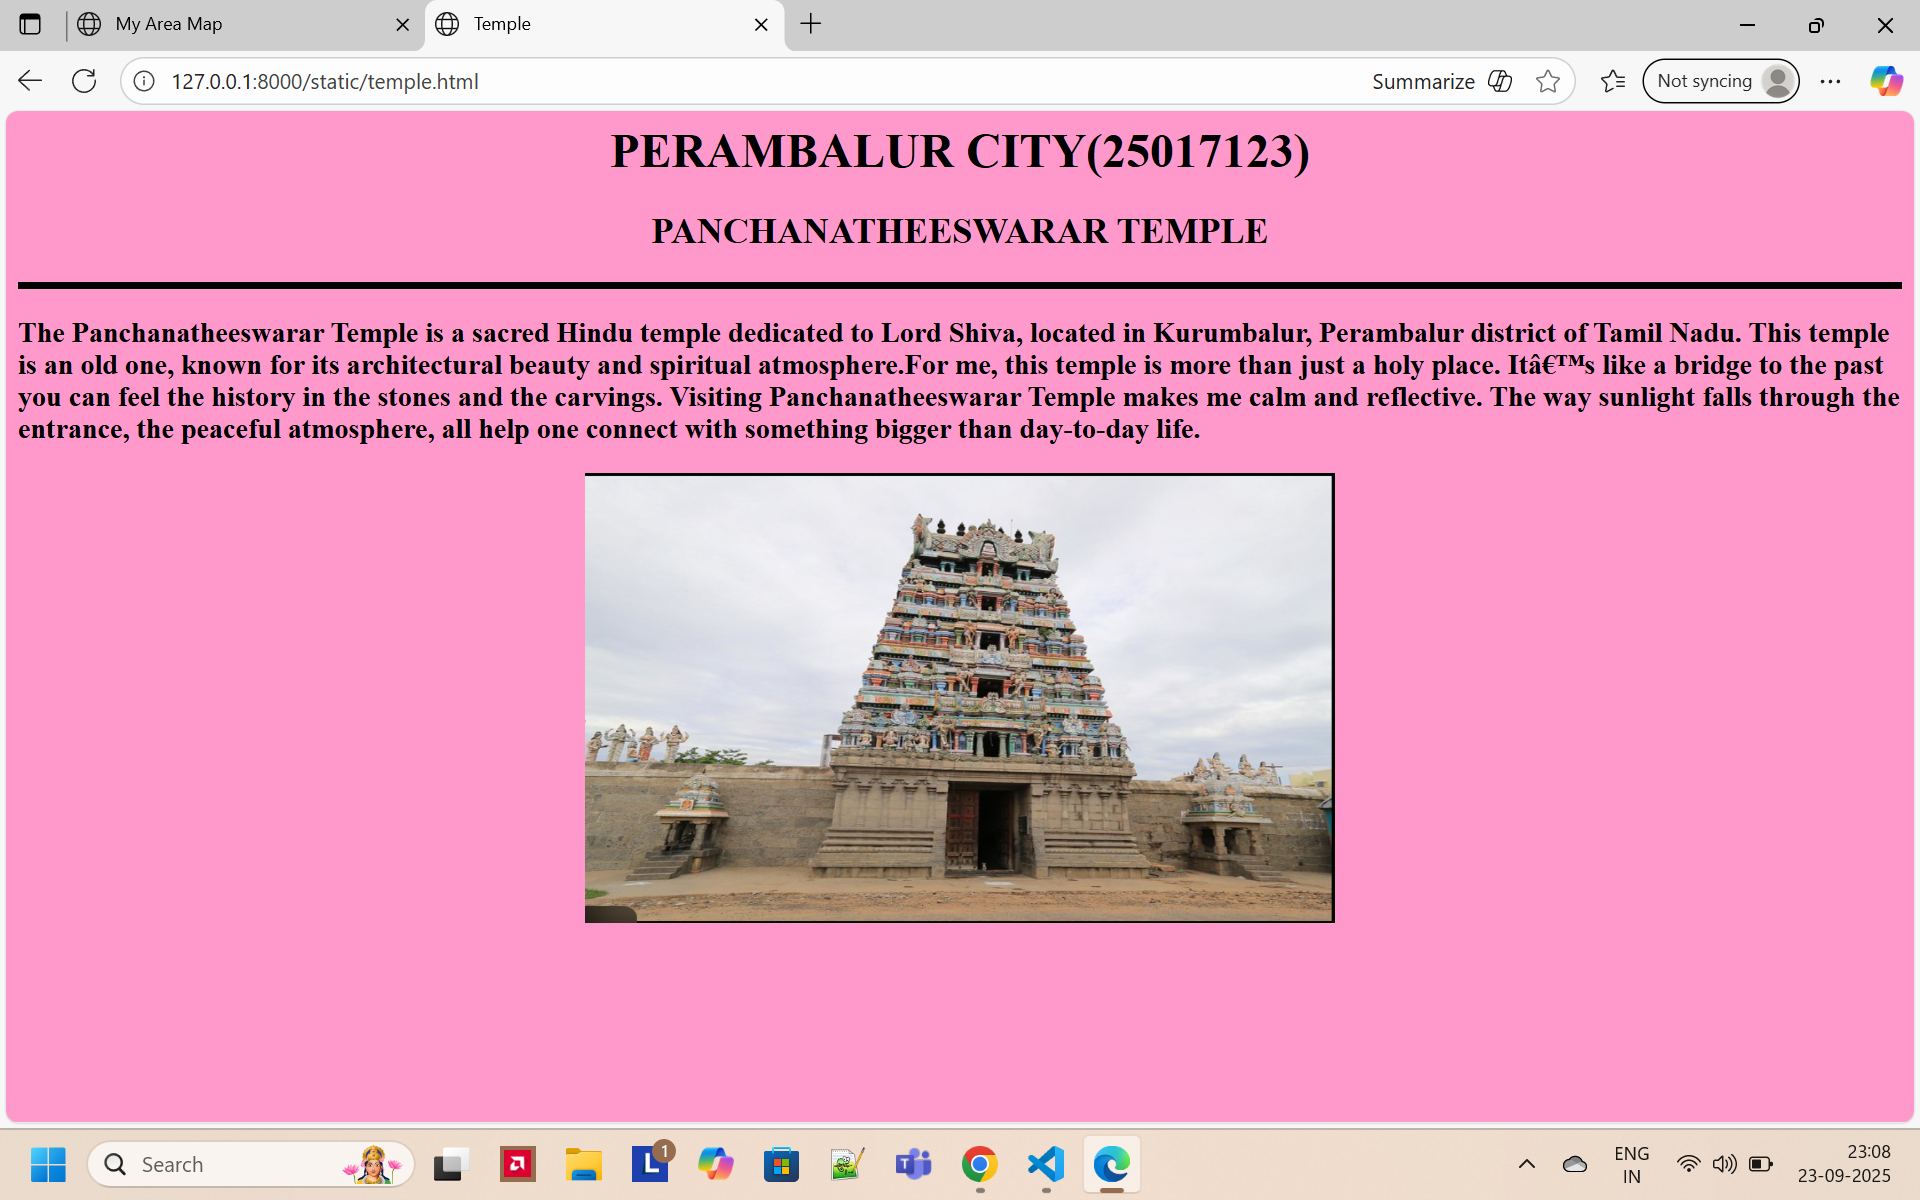 My Area Map
Temple
127.0.0.1:8000/static/temple.html
Summarize
Not syncing
PERAMBALUR CITY(25017123)
PANCHANATHEESWARAR TEMPLE
The Panchanatheeswarar Temple is a sacred Hindu temple dedicated to Lord Shiva, located in Kurumbalur, Perambalur district of Tamil Nadu. This temple
is an old one, known for its architectural beauty and spiritual atmosphere.For me, this temple is more than just a holy place. Itâ€™s like a bridge to the past
you can feel the history in the stones and the carvings. Visiting Panchanatheeswarar Temple makes me calm and reflective. The way sunlight falls through the
entrance, the peaceful atmosphere, all help one connect with something bigger than day-to-day life.
Search
a
L
1
T
ENG
IN
23:08
23-09-2025